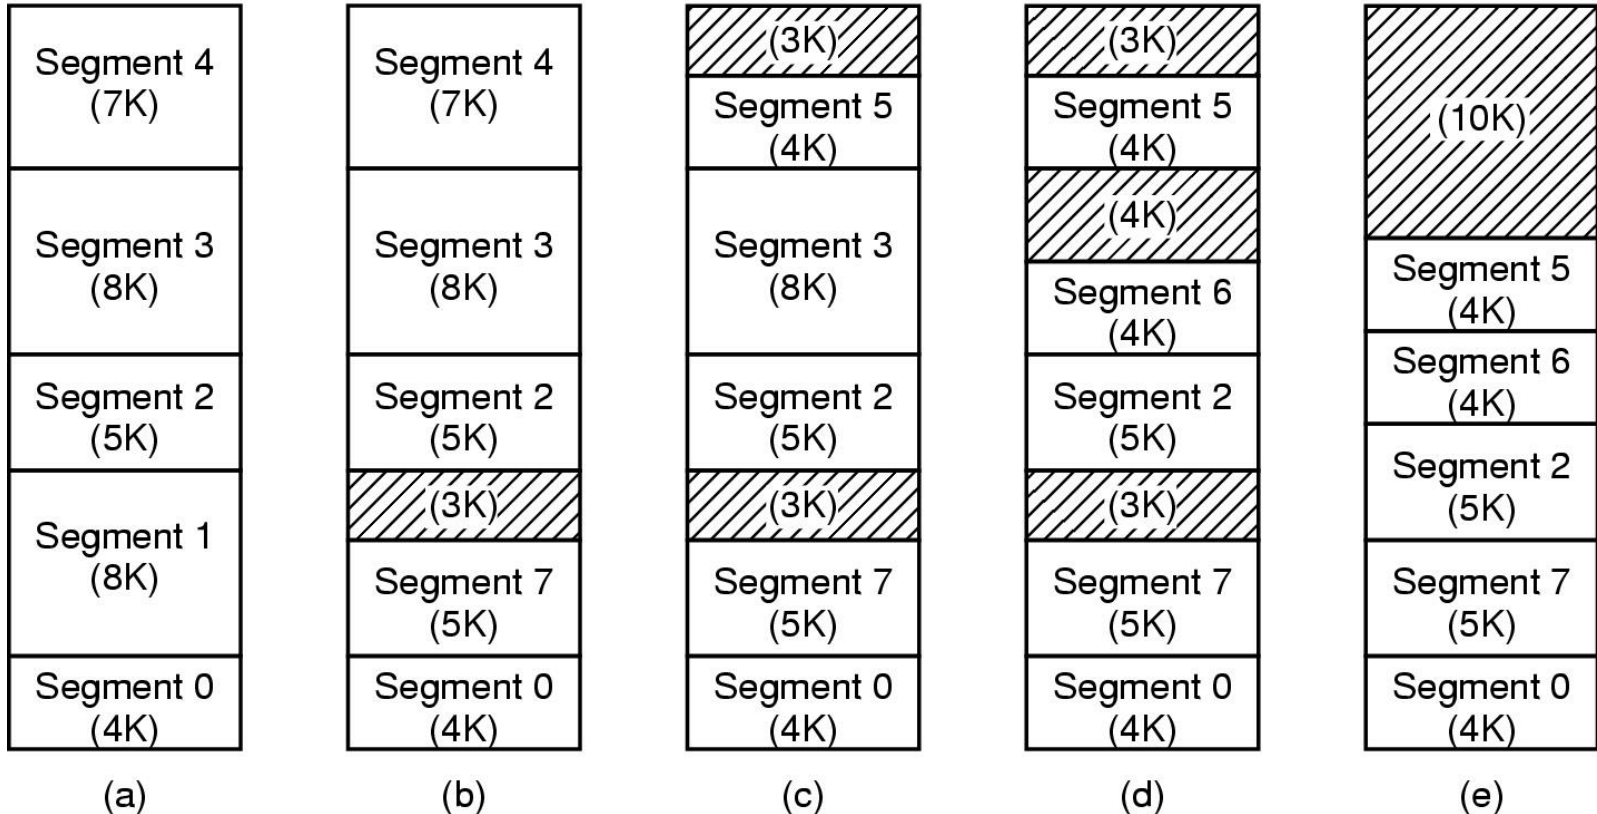 Segment 4
(7K)
Segment 3
(8K)
Segment 2
(5K)
Segment 1
(8K)
Segment 0
(4K)
(a)
Segment 4
(7K)
Segment 3
(8K)
Segment 2
(5K)
(3K)
Segment 7
(5K)
Segment 0
(4K)
(b)
(3K)
Segment 5
(4K)
Segment 3
(8K)
Segment 2
(5K)
(3K)
Segment 7
(5K)
Segment 0
(4K)
(c)
(3K)
Segment 5
(4K)
(4K)
Segment 6
(4K)
Segment 2
(5K)
(3K)
Segment 7
(5K)
Segment 0
(4K)
(d)
(10K)
Segment 5
(4K)
Segment 6
(4K)
Segment 2
(5K)
Segment 7
(5K)
Segment 0
(4K)
(e)